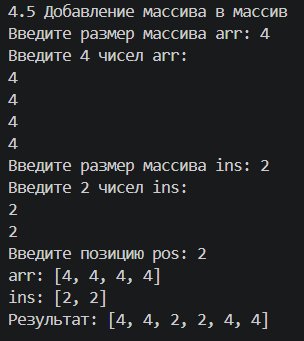 4.5 Добавление массива в массив
Введите размер массива arr: 4
Введите 4 чисел arr:
4
4
4
4
Введите размер массива ins: 2
Введите 2 чисел ins:
2
2
Введите позицию pos: 2
arr: [4, 4, 4, 4]
ins: [2, 2]
Результат: [4, 4, 2, 2, 4, 4]